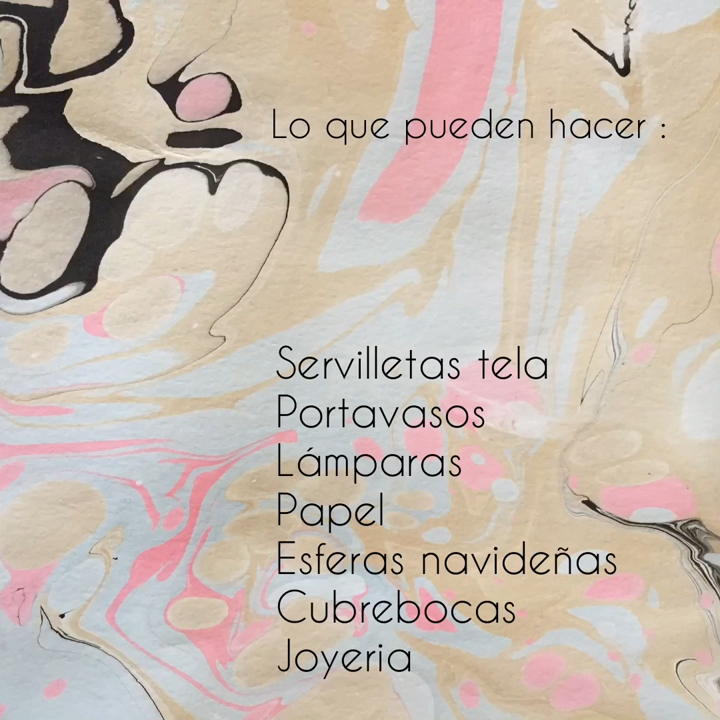 Lo que pueden hacer :
Servilletas tela
Portavasos
Lámparas
Papel
Esferas navideñas
Cubrebocas
Joyeria